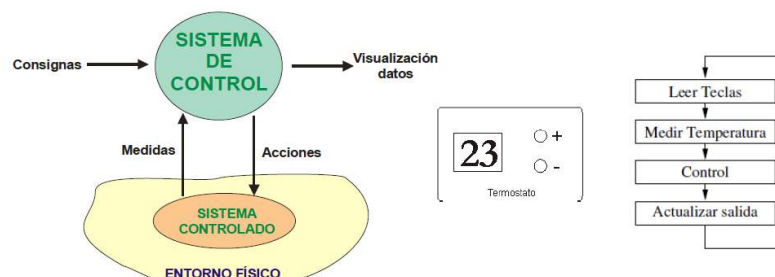 SISTEMA
DE
CONTROL
Consignas
Visualización
datos
Medidas
Acciones
SISTEMA
CONTROLADO
ENTORNO FÍSICO
23
+
-
Termostato
Leer Teclas
Medir Temperatura
Control
Actualizar salida